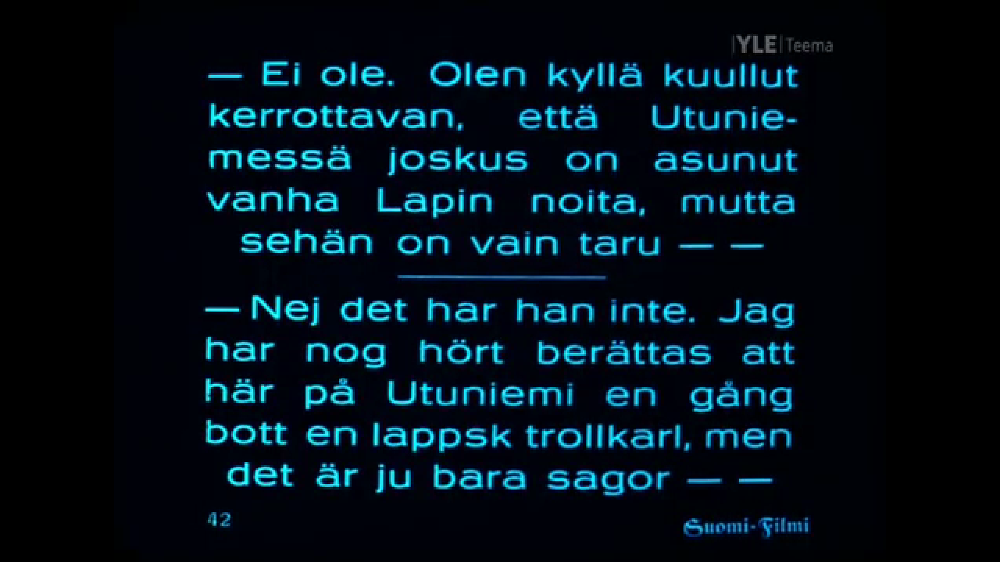 YLE Teema
— Ei ole. Olen kyllä kuullut
kerrottavan, että Utunie-
messä joskus on asunut
vanha Lapin noita, mutta
sehän on vain taru — —
— Nej det har han inte. Jag
har nog hört berättas att
här på Utuniemi en gång
bott en lappsk trollkarl, men
det är ju bara sagor — —
42
Suomi-Filmi